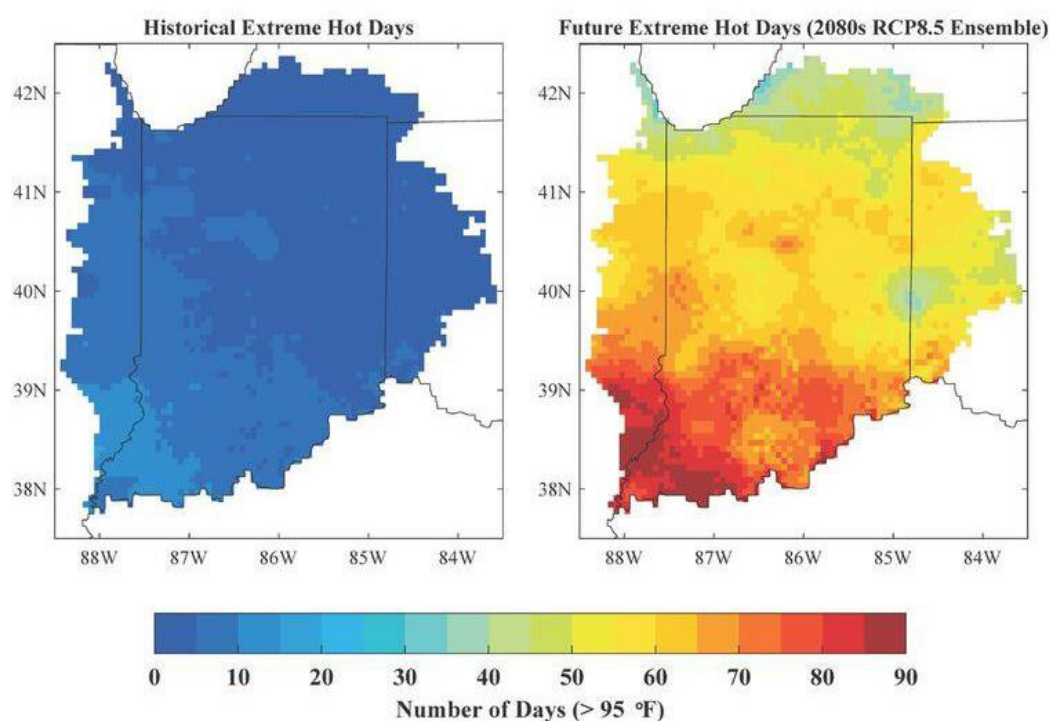 Historical Extreme Hot Days
Future Extreme Hot Days (2080s RCP8.5 Ensemble)
42N
41N
40N
39N
38N
88W 87W 86W 85W 84W
42N
41N
40N
39N
38N
88W 87W 86W 85W 84W
0 10 20 30 40 50 60 70 80 90
Number of Days (> 95 °F)